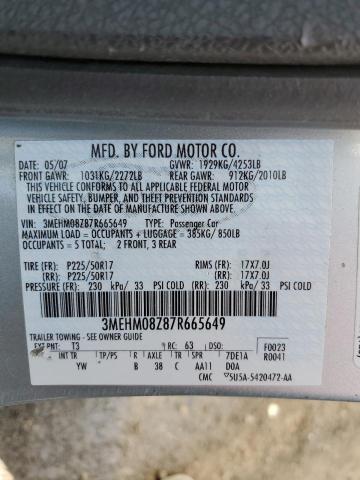 MFD. BY FORD MOTOR CO.
05/07 GVWR: 1929KG/4253LB
FRONT GAWR: 1031KG/2272LB REAR GAWR: 912KG/2010LB
THIS VEHICLE CONFORMS TO ALL APPLICABLE FEDERAL MOTOR
VEHICLE SAFETY, BUMPER, AND THEFT PREVENTION STANDARDS
IN EFFECT ON THE DATE OF MANUFACTURE SHOWN ABOVE.
VIN: 3MEHM08Z87R665649 TYPE: Passenger Car
MAXIMUM LOAD = OCCUPANTS + LUGGAGE = 385KG/850LB
OCCUPANTS = 5 TOTAL; 2 FRONT, 3 REAR
TIRE (FR): P225/50R17 RIMS (FR): 17X7.0J
(RR): P225/50R17 (RR): 17X7.0J
PRESSURE (FR): 230 kPa/ 33 PSI COLD (RR): 230 kPa/ 33 PSI COLD
3MEHM08Z87R665649
TRAILER TOWING - SEE OWNER GUIDE
EXT PNT: T3 RC: 63 DSO: F0023
INT TR TP/PS R AXLE TR SPR 7DE1A R0041
YW B 38 C AA11 D0A
CMC 5U5A-5420472-AA